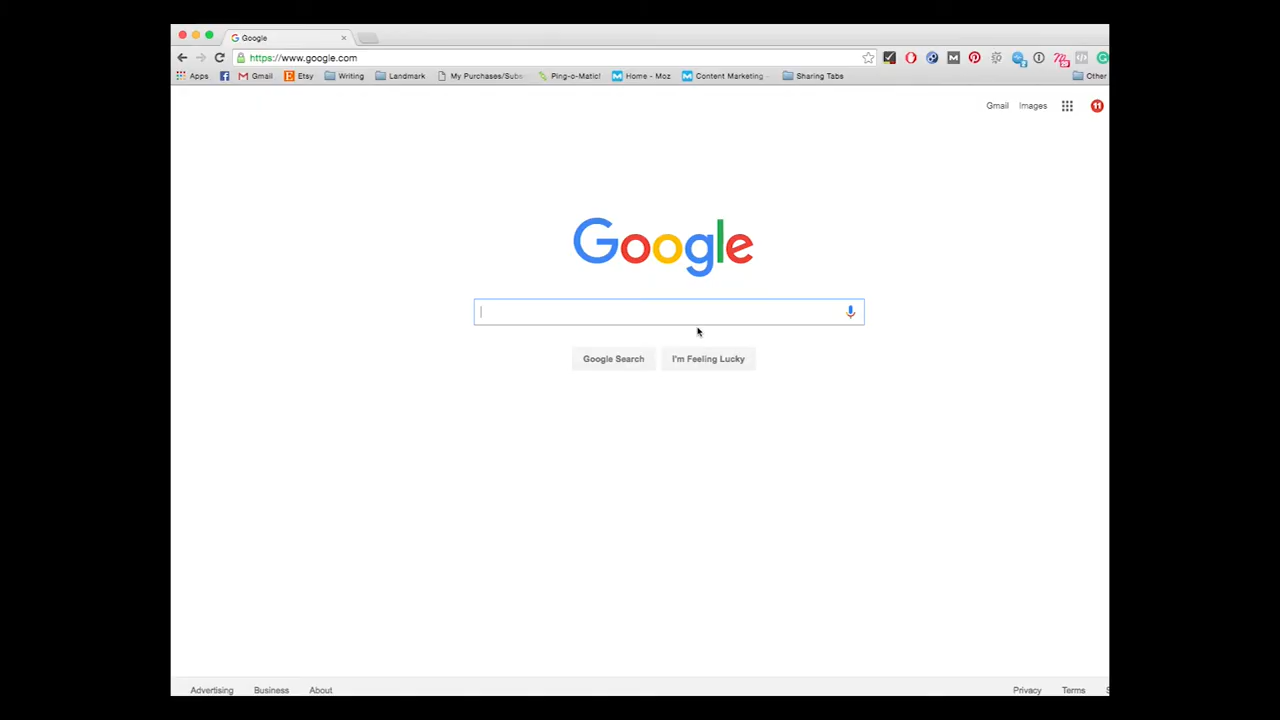 Google
https://www.google.com
Apps Gmail Etsy Writing Landmark My Purchases/Subs Ping-o-Matic! Home - Moz Content Marketing Sharing Tabs Other
Gmail Images
Google
Google Search I'm Feeling Lucky
Advertising Business About Privacy Terms